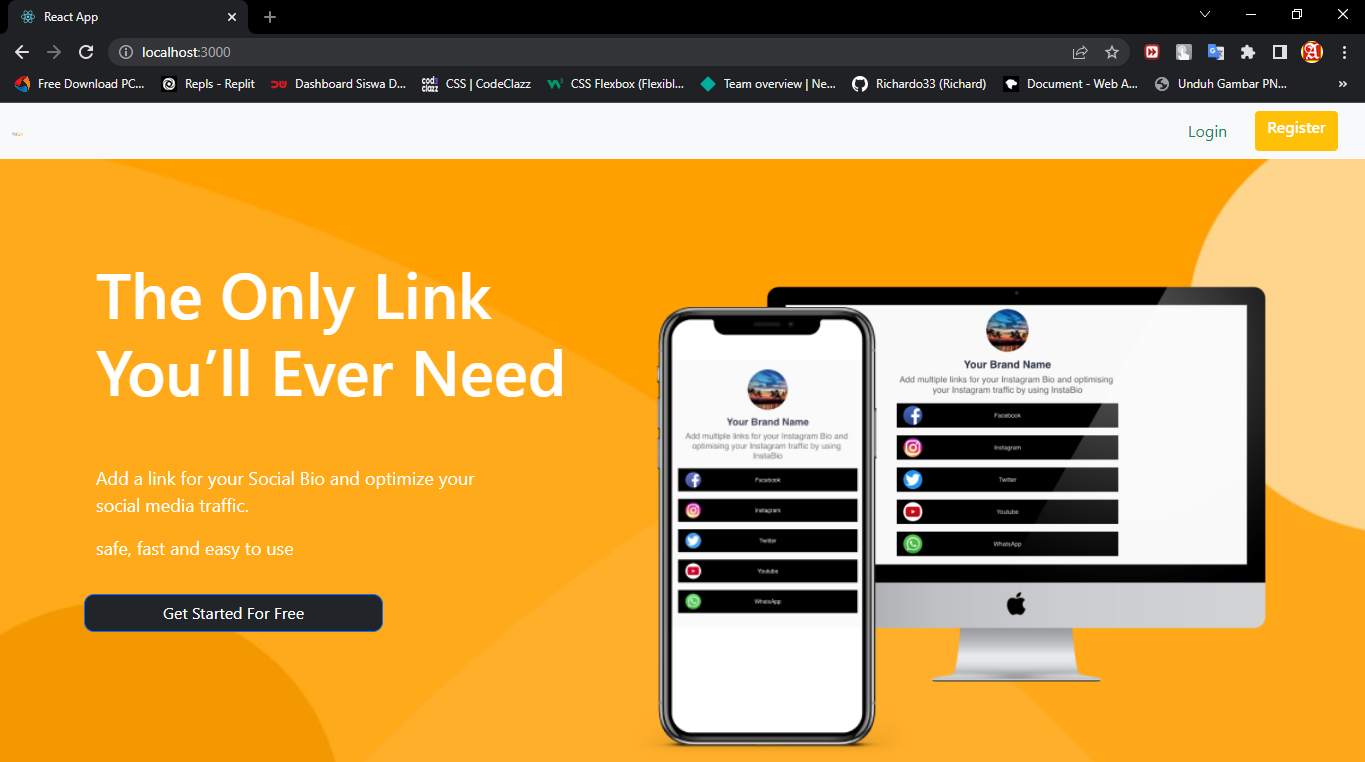 React App
localhost:3000
Free Download PC...
Repls - Replit
Dashboard Siswa D...
CSS | CodeClazz
CSS Flexbox (Flexibl...
Team overview | Ne...
Richardo33 (Richard)
Document - Web A...
Unduh Gambar PN...
»
Login
Register
The Only Link
You’ll Ever Need
Add a link for your Social Bio and optimize your
social media traffic.
safe, fast and easy to use
Get Started For Free
Your Brand Name
Add multiple links for your Instagram Bio and
optimising your Instagram traffic by using
InstaBio
Facebook
Instagram
Twitter
Youtube
WhatsApp
Your Brand Name
Add multiple links for your Instagram Bio and optimising
your Instagram traffic by using InstaBio
Facebook
Instagram
Twitter
Youtube
WhatsApp